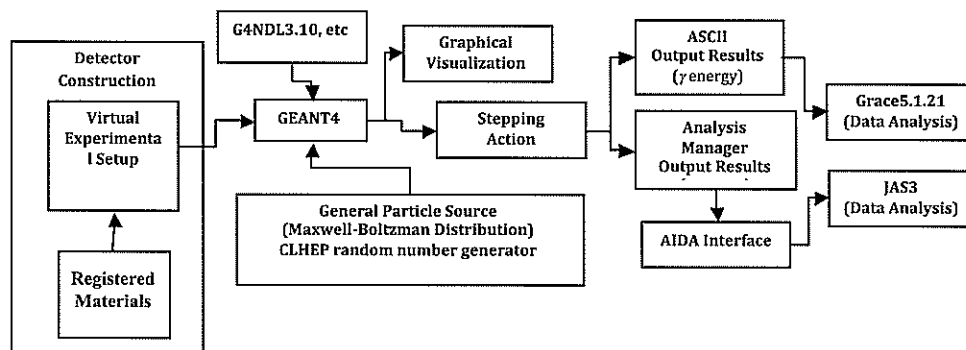 Detector
Construction
Virtual
Experimenta
l Setup
Registered
Materials
G4NDL3.10, etc
GEANT4
General Particle Source
(Maxwell-Boltzman Distribution)
CLHEP random number generator
Graphical
Visualization
Stepping
Action
ASCII
Output Results
(γ energy)
Analysis
Manager
Output Results
AIDA Interface
Grace5.1.21
(Data Analysis)
JAS3
(Data Analysis)